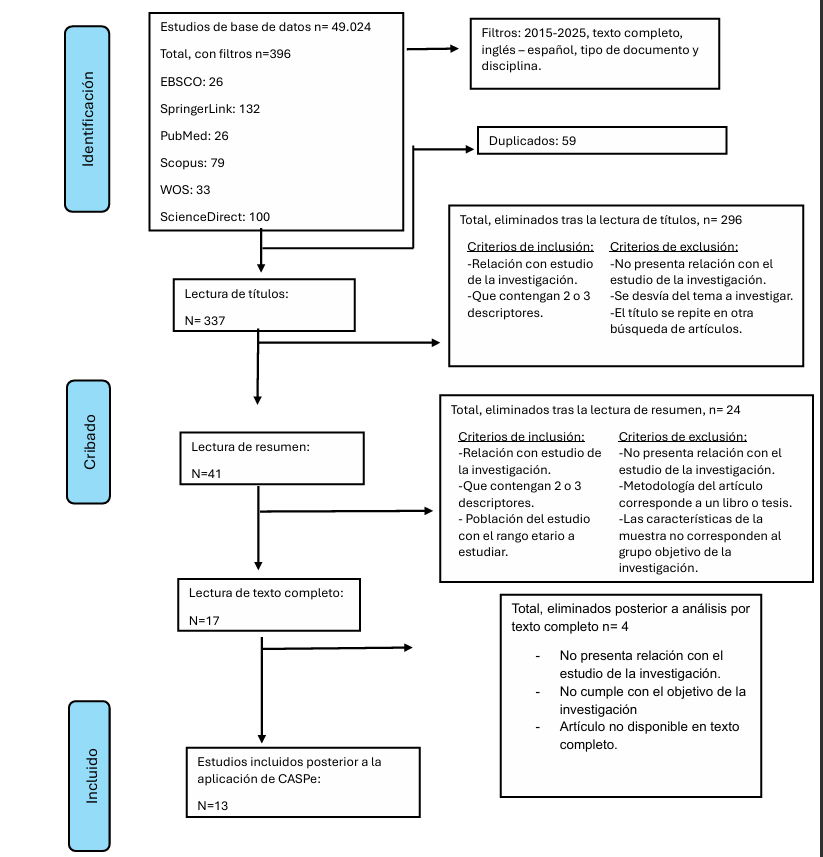 Identificación
Estudios de base de datos n= 49.024
Total, con filtros n=396
EBSCO: 26
SpringerLink: 132
PubMed: 26
Scopus: 79
WOS: 33
ScienceDirect: 100
Filtros: 2015-2025, texto completo,
inglés – español, tipo de documento y
disciplina.
Duplicados: 59
Lectura de títulos:
N= 337
Total, eliminados tras la lectura de títulos, n= 296
Criterios de inclusión:
-Relación con estudio
de la investigación.
-Que contengan 2 o 3
descriptores.
Criterios de exclusión:
-No presenta relación con el
estudio de la investigación.
-Se desvía del tema a investigar.
-El título se repite en otra
búsqueda de artículos.
Cribado
Lectura de resumen:
N=41
Total, eliminados tras la lectura de resumen, n= 24
Criterios de inclusión:
-Relación con estudio de
la investigación.
-Que contengan 2 o 3
descriptores.
- Población del estudio
con el rango etario a
estudiar.
Criterios de exclusión:
-No presenta relación con el
estudio de la investigación.
-Metodología del artículo
corresponde a un libro o tesis.
-Las características de la
muestra no corresponden al
grupo objetivo de la
investigación.
Lectura de texto completo:
N=17
Total, eliminados posterior a análisis por
texto completo n= 4
- No presenta relación con el
estudio de la investigación.
- No cumple con el objetivo de la
investigación
- Artículo no disponible en texto
completo.
Incluido
Estudios incluidos posterior a la
aplicación de CASPe:
N=13